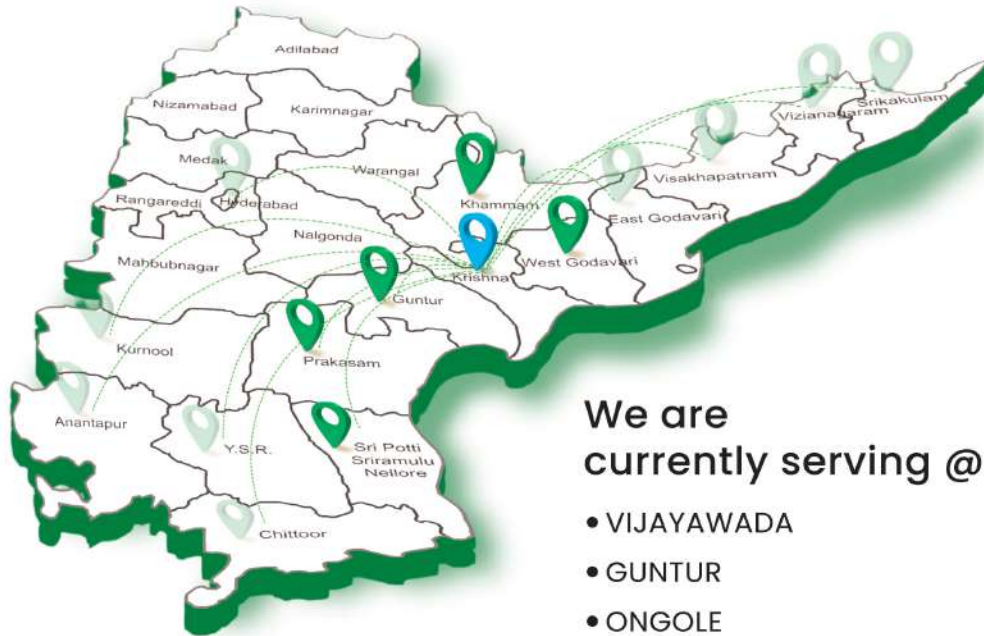 Adilabad
Nizamabad
Karimnagar
Medak
Warangal
Rangareddi
Hyderabad
Khammam
Nalgonda
Mahbubnagar
Krishna
West Godavari
East Godavari
Visakhapatnam
Vizianagaram
Srikakulam
Guntur
Kurnool
Prakasam
Anantapur
Y.S.R.
Sri Potti
Sriramulu
Nellore
Chittoor
We are
currently serving @
• VIJAYAWADA
• GUNTUR
• ONGOLE